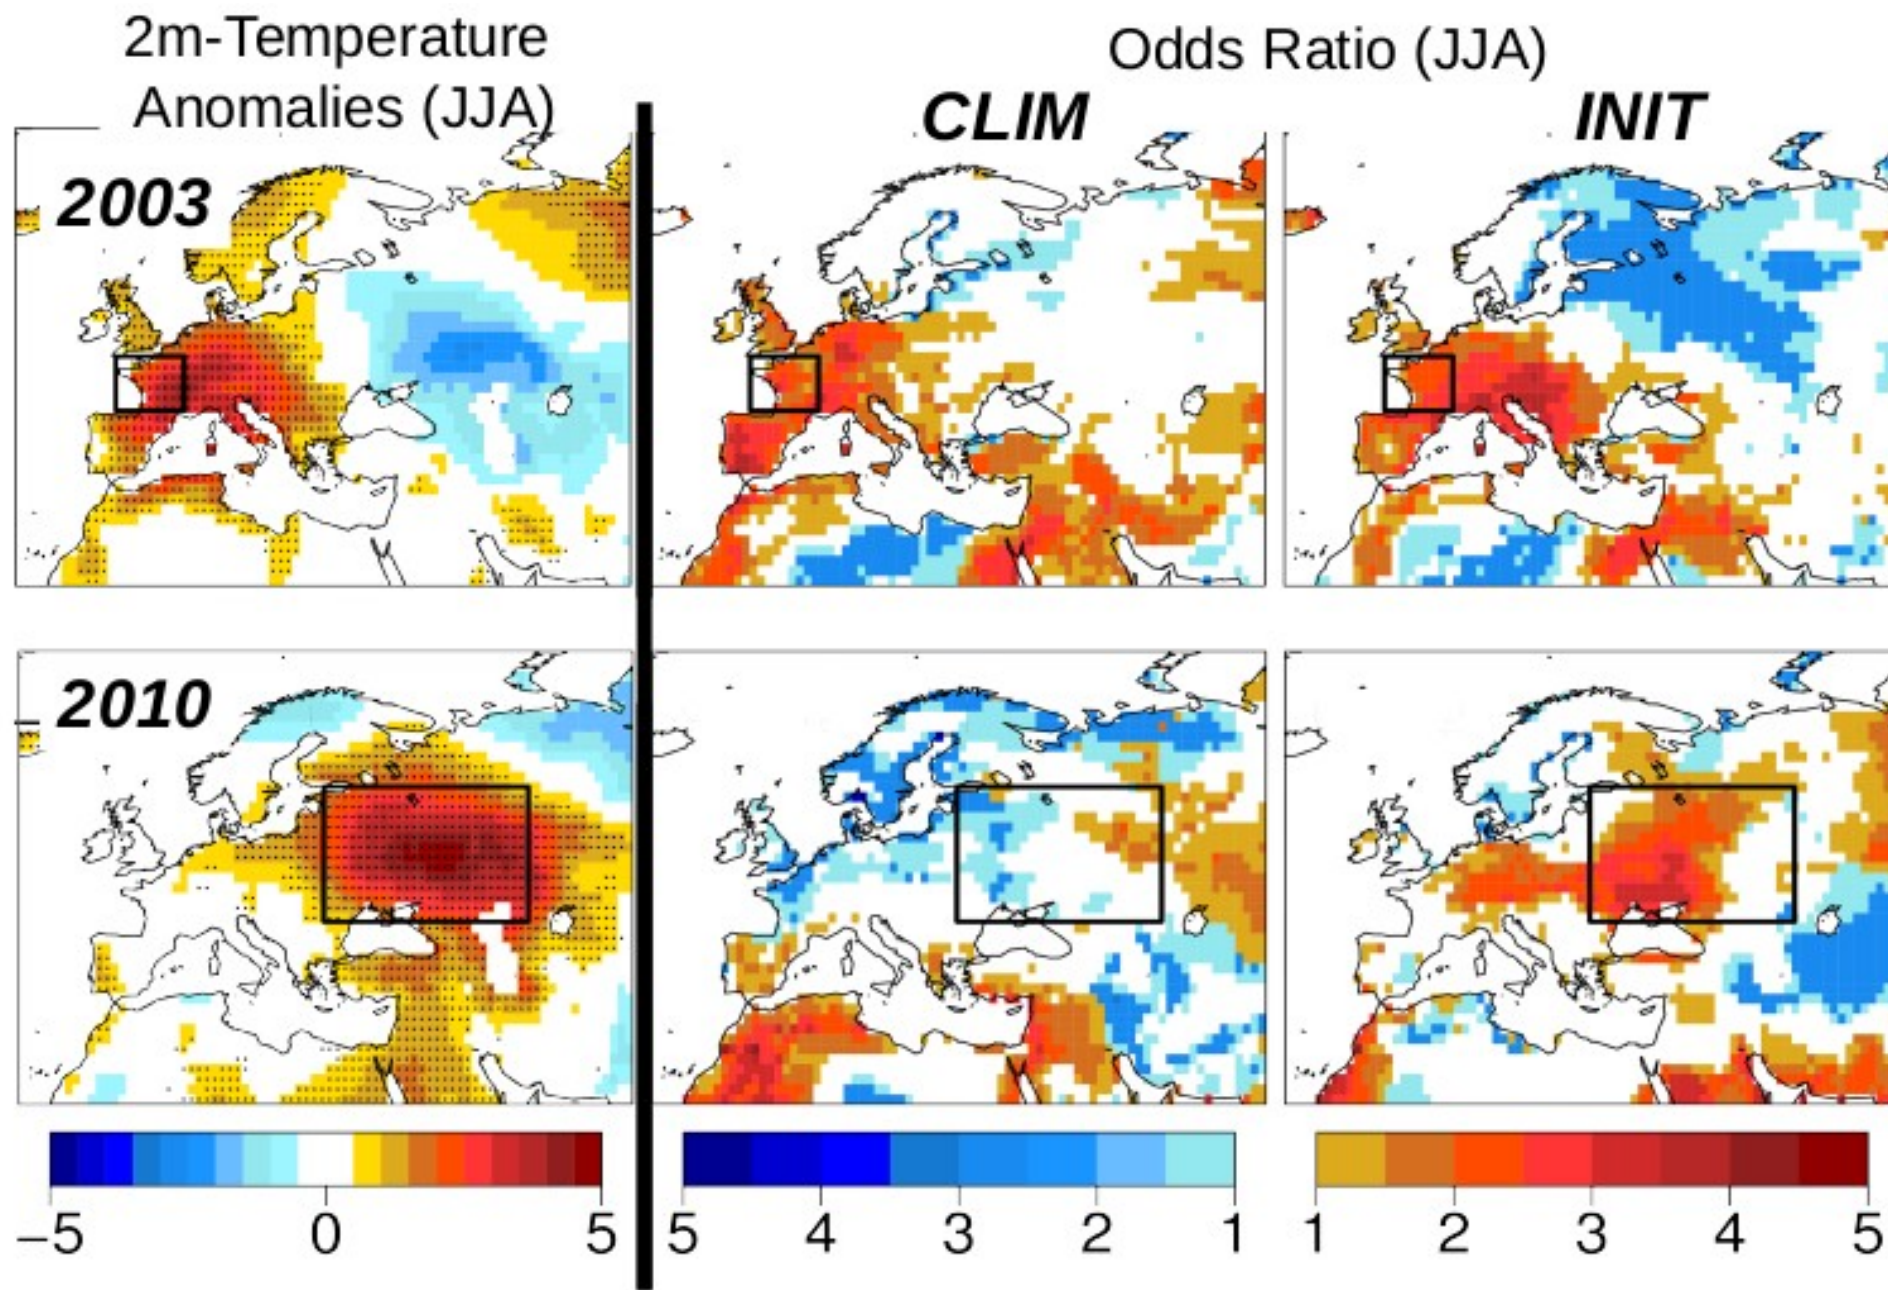 2m-Temperature
Anomalies (JJA)
Odds Ratio (JJA)
CLIM
INIT
2003
2010
−5 0 5
5 4 3 2 1
1 2 3 4 5